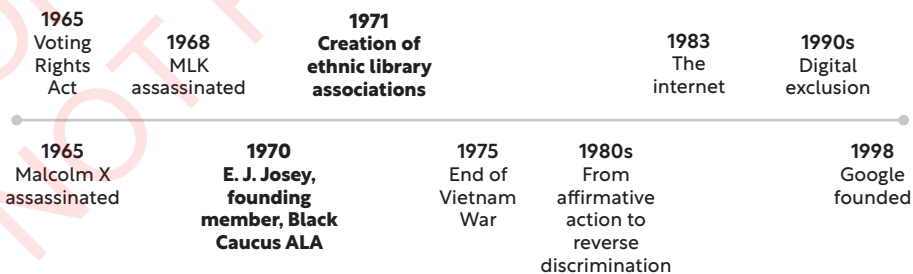 1965
Voting
Rights
Act
1968
MLK
assassinated
1971
Creation of
ethnic library
associations
1983
The
internet
1990s
Digital
exclusion
1965
Malcolm X
assassinated
1970
E. J. Josey,
founding
member, Black
Caucus ALA
1975
End of
Vietnam
War
1980s
From
affirmative
action to
reverse
discrimination
1998
Google
founded
NOT